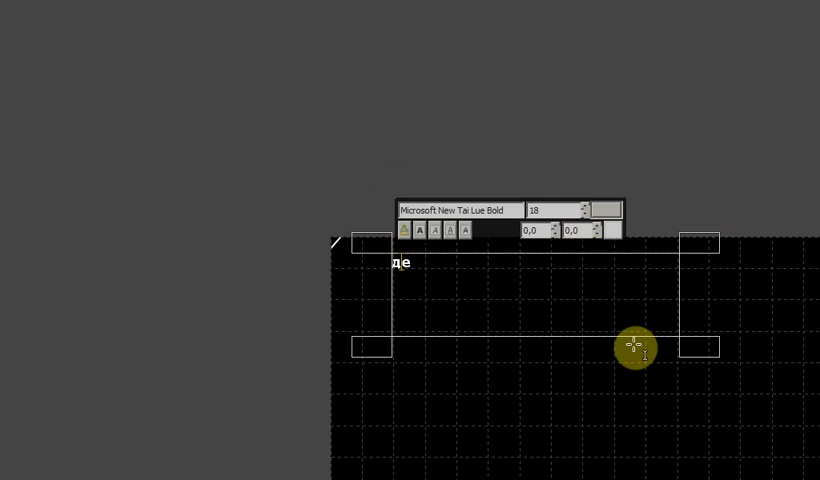 Microsoft New Tai Lue Bold 18
A A A A A 0,0 0,0
де